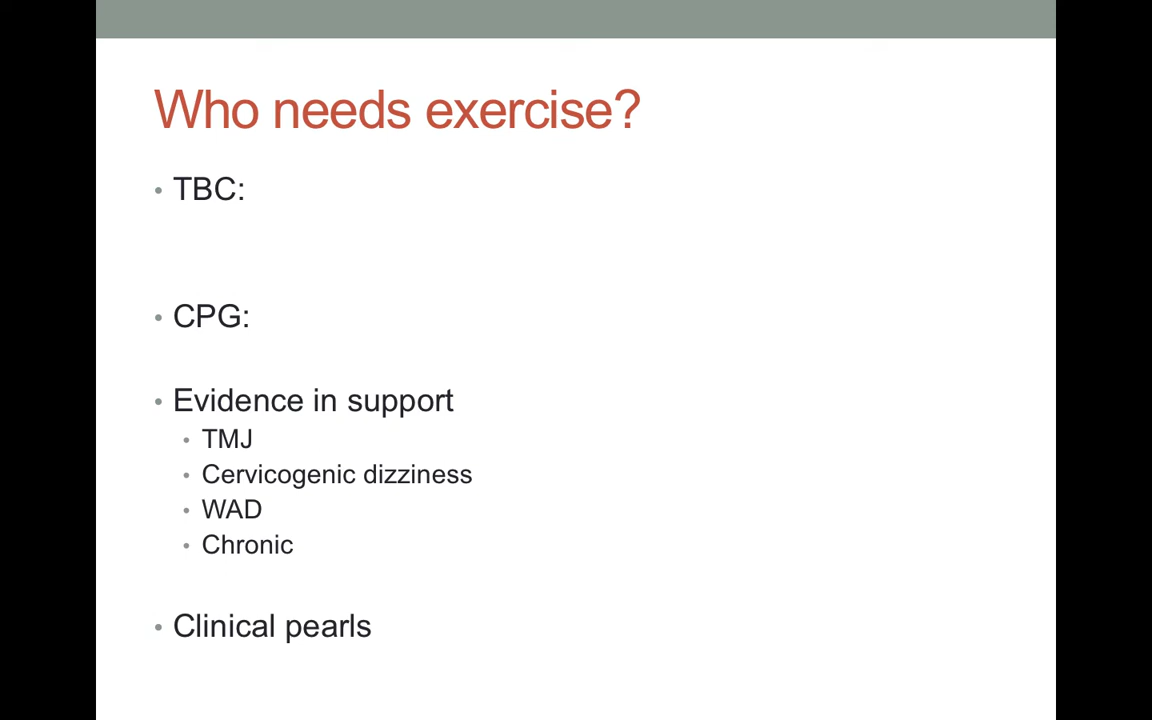 Who needs exercise?
• TBC:
• CPG:
• Evidence in support
• TMJ
• Cervicogenic dizziness
• WAD
• Chronic
• Clinical pearls